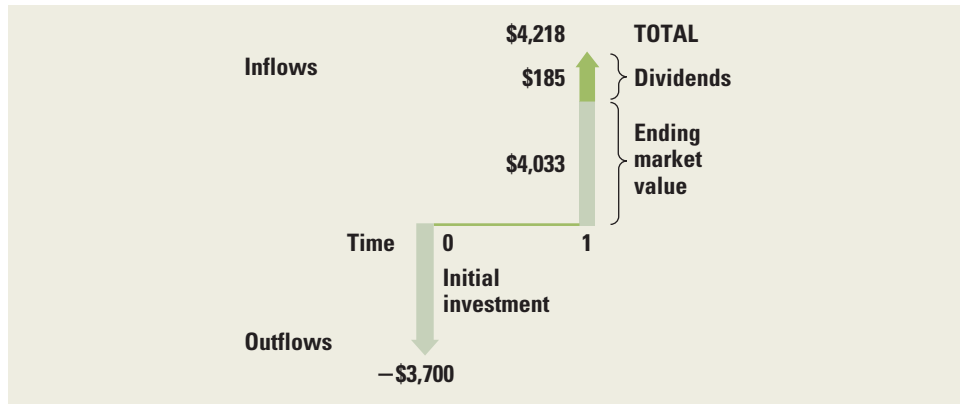 $4,218 TOTAL
Inflows
$185 Dividends
Ending
$4,033 market
value
Time 0 1
Initial
investment
Outflows
−$3,700